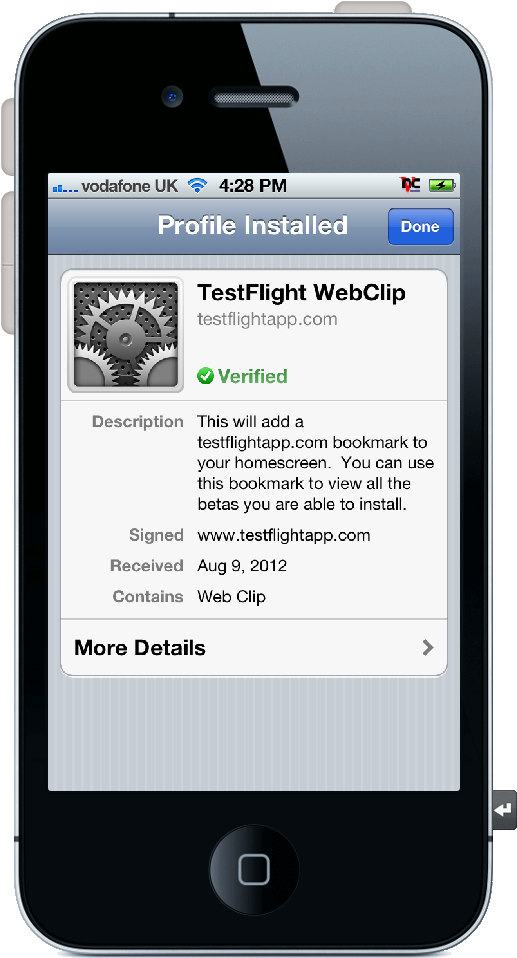 vodafone UK 4:28 PM
Profile Installed Done
TestFlight WebClip
testflightapp.com
Verified
Description This will add a
testflightapp.com bookmark to
your homescreen. You can use
this bookmark to view all the
betas you are able to install.
Signed www.testflightapp.com
Received Aug 9, 2012
Contains Web Clip
More Details